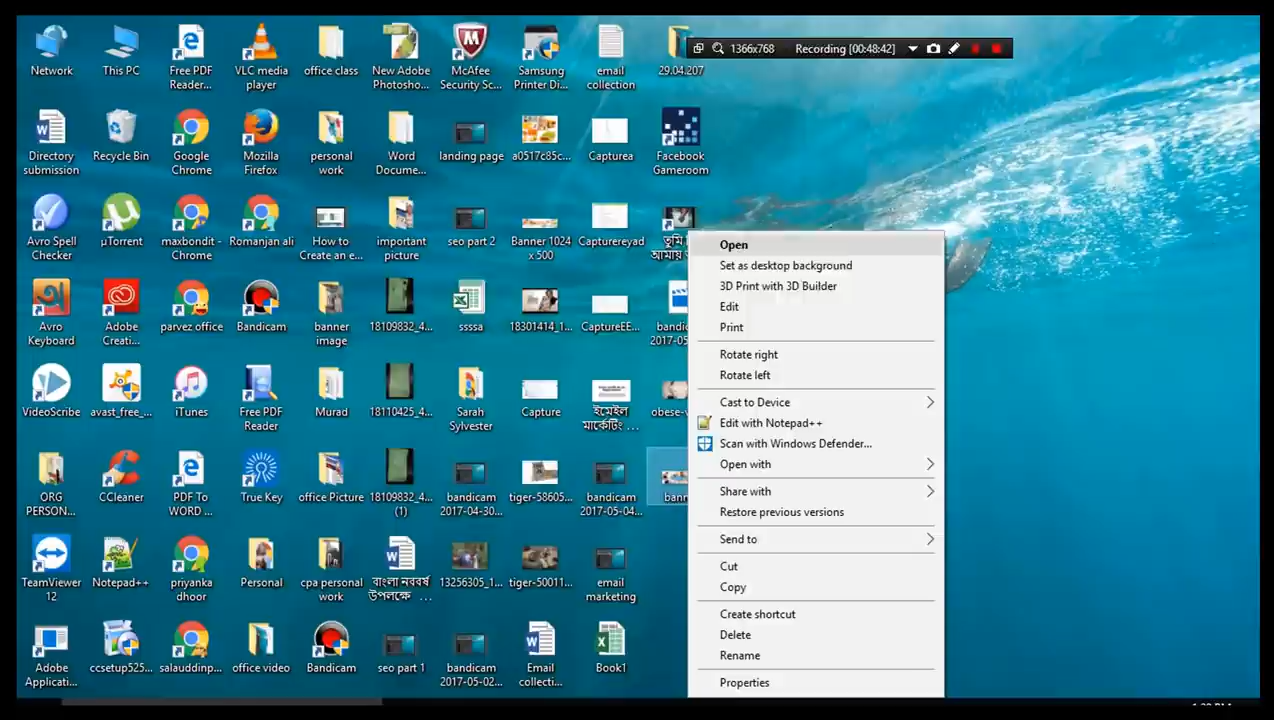 1366x768 Recording [00:48:42]
Network
This PC
Free PDF
Reader...
VLC media
player
office class
New Adobe
Photosho...
McAfee
Security Sc...
Samsung
Printer Di...
email
collection
29.04.207
Directory
submission
Recycle Bin
Google
Chrome
Mozilla
Firefox
personal
work
Word
Docume...
landing page
a0517c85c...
Capturea
Facebook
Gameroom
Avro Spell
Checker
µTorrent
maxbondit -
Chrome
Romanjan ali
How to
Create an e...
important
picture
seo part 2
Banner 1024
x 500
Capturereyad
তুমি
আমায়
Avro
Keyboard
Adobe
Creati...
parvez office
Bandicam
banner
image
18109832_4...
ssssa
18301414_1...
CaptureEE...
bandic
2017-05
VideoScribe
avast_free_...
iTunes
Free PDF
Reader
Murad
18110425_4...
Sarah
Sylvester
Capture
ইমেইল
মার্কেটিং ...
obese-v
ORG
PERSON...
CCleaner
PDF To
WORD ...
True Key
office Picture
18109832_4...
(1)
bandicam
2017-04-30...
tiger-58605...
bandicam
2017-05-04...
bann
TeamViewer
12
Notepad++
priyanka
dhoor
Personal
cpa personal
work
বাংলা নববর্ষ
উপলক্ষে ...
13256305_1...
tiger-50011...
email
marketing
Adobe
Applicati...
ccsetup525...
salauddinp...
office video
Bandicam
seo part 1
bandicam
2017-05-02...
Email
collecti...
Book1
Open
Set as desktop background
3D Print with 3D Builder
Edit
Print
Rotate right
Rotate left
Cast to Device
Edit with Notepad++
Scan with Windows Defender...
Open with
Share with
Restore previous versions
Send to
Cut
Copy
Create shortcut
Delete
Rename
Properties